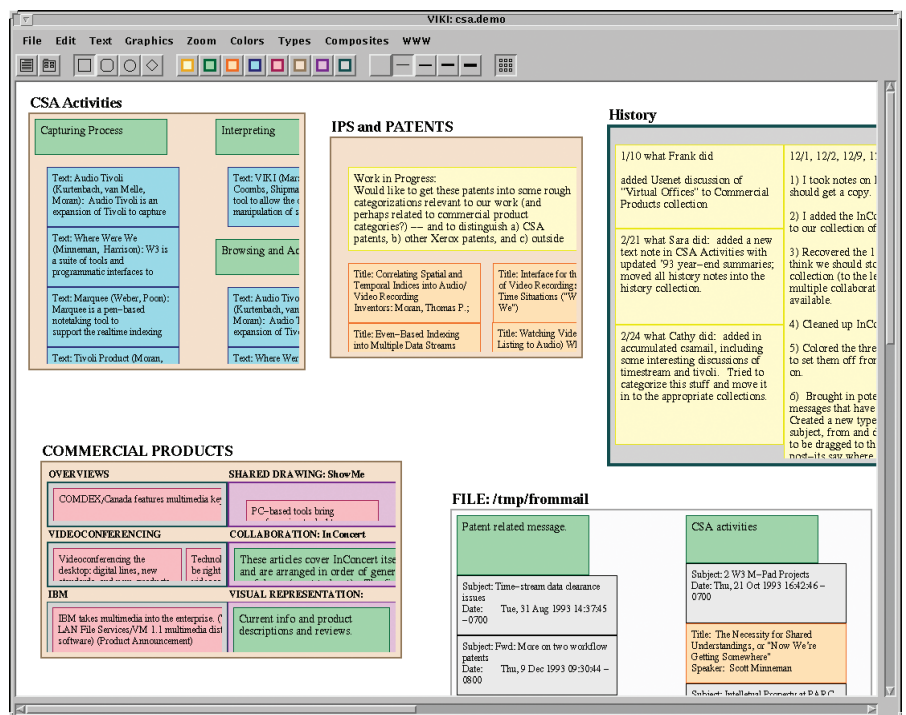 VIKI: csa.demo
File Edit Text Graphics Zoom Colors Types Composites WWW
CSA Activities
Capturing Process
Interpreting
Text: Audio Tivoli
(Kurtenbach, van Melle,
Moran): Audio Tivoli is an
expansion of Tivoli to capture
Text: Where Were We
(Minneman, Harrison): W3 is
a suite of tools and
programmatic interfaces to
Text: Marquee (Weber, Poon):
Marquee is a pen-based
notetaking tool to
support the realtime indexing
Text: Tivoli Product (Moran,
Text: VIKI (Mar
Coombs, Shipma
tool to allow the c
manipulation of s
Browsing and Ac
Text: Audio Tivo
(Kurtenbach, van
Moran): Audio T
expansion of Tiv
Text: Where Wer
IPS and PATENTS
Work in Progress:
Would like to get these patents into some rough
categorizations relevant to our work (and
perhaps related to commercial product
categories?) -- and to distinguish a) CSA
patents, b) other Xerox patents, and c) outside
Title: Correlating Spatial and
Temporal Indices into Audio/
Video Recording
Inventors: Moran, Thomas P.;
Title: Even-Based Indexing
into Multiple Data Streams
Title: Interface for th
of Video Recording:
Time Situations ("W
We")
Title: Watching Vide
Listing to Audio) Wl
History
1/10 what Frank did
added Usenet discussion of
"Virtual Offices" to Commercial
Products collection
2/21 what Sara did: added a new
text note in CSA Activities with
updated '93 year-end summaries;
moved all history notes into the
history collection.
2/24 what Cathy did: added in
accumulated csamail, including
some interesting discussions of
timestream and tivoli. Tried to
categorize this stuff and move it
in to the appropriate collections.
12/1, 12/2, 12/9, 1
1) I took notes on
should get a copy.
2) I added the InCo
to our collection of
3) Recovered the 1
think we should sto
collection (to the le
multiple collaborat
available.
4) Cleaned up InCo
5) Colored the thre
to set them off fror
on.
6) Brought in pote
messages that have
Created a new type
subject, from and d
to be dragged to th
post-its say where
COMMERCIAL PRODUCTS
OVERVIEWS
COMDEX/Canada features multimedia key
VIDEOCONFERENCING
Videoconferencing the
desktop: digital lines, new
Technol
be right
IBM
IBM takes multimedia into the enterprise. (
LAN File Services/VM 1.1 multimedia dist
software) (Product Announcement)
SHARED DRAWING: ShowMe
PC-based tools bring
COLLABORATION: InConcert
These articles cover InConcert itse
and are arranged in order of gener
VISUAL REPRESENTATION:
Current info and product
descriptions and reviews.
FILE: /tmp/frommail
Patent related message.
Subject: Time-stream data clearance
issues
Date: Tue, 31 Aug 1993 14:37:45
-0700
Subject: Fwd: More on two workflow
patents
Date: Thu, 9 Dec 1993 09:30:44 -
0800
CSA activities
Subject: 2 W3 M-Pad Projects
Date: Thu, 21 Oct 1993 16:42:46 -
0700
Title: The Necessity for Shared
Understandings, or "Now We're
Getting Somewhere"
Speaker: Scott Minneman
Subject: Intelletual Property at PARC